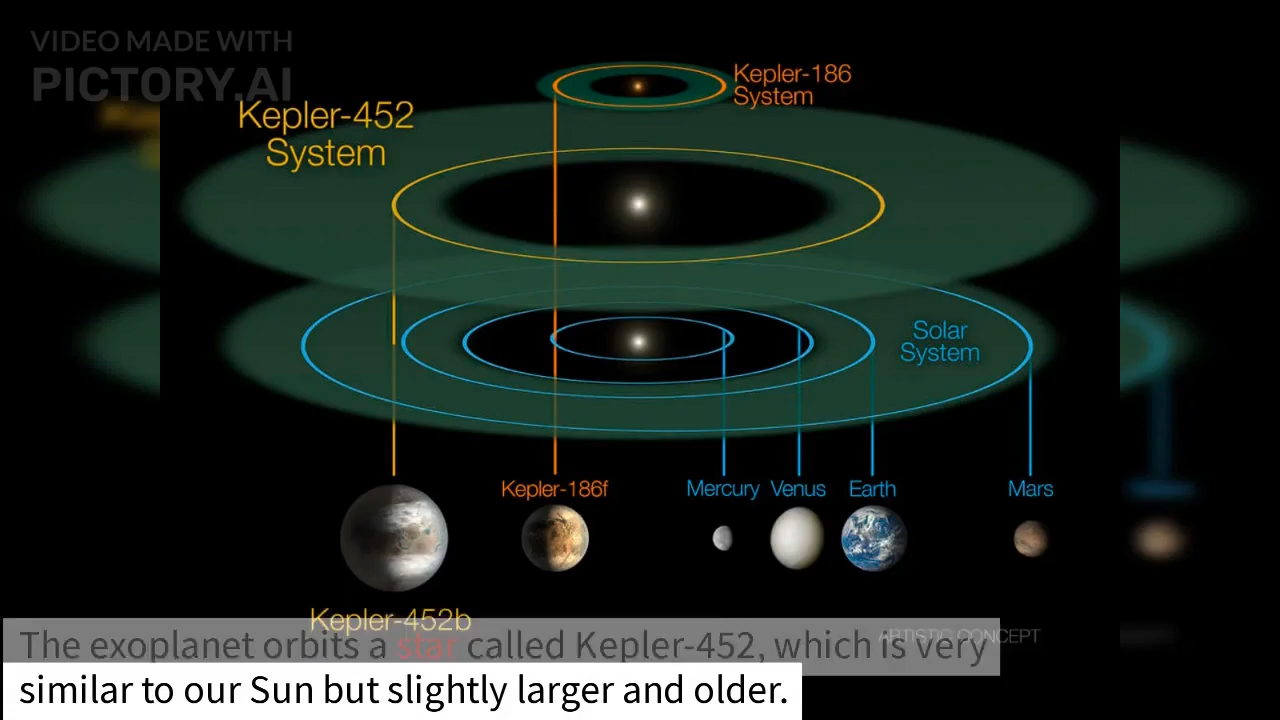 VIDEO MADE WITH
PICTORY.AI
Kepler-186
System
Kepler-452
System
Solar
System
Kepler-186f
Mercury Venus Earth Mars
Kepler-452b
ARTISTIC CONCEPT
The exoplanet orbits a star called Kepler-452, which is very
similar to our Sun but slightly larger and older.